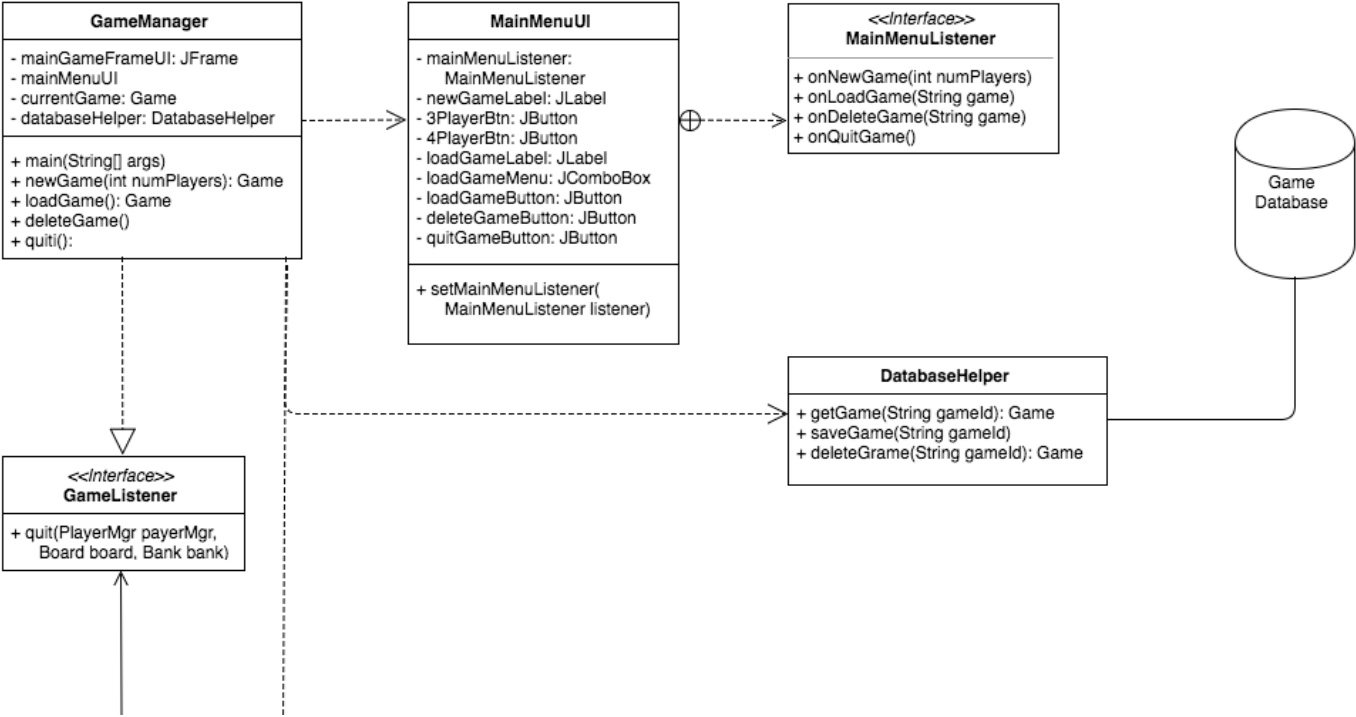 GameManager
- mainGameFrameUI: JFrame
- mainMenuUI
- currentGame: Game
- databaseHelper: DatabaseHelper
+ main(String[] args)
+ newGame(int numPlayers): Game
+ loadGame(): Game
+ deleteGame()
+ quiti():
MainMenuUI
- mainMenuListener:
MainMenuListener
- newGameLabel: JLabel
- 3PlayerBtn: JButton
- 4PlayerBtn: JButton
- loadGameLabel: JLabel
- loadGameMenu: JComboBox
- loadGameButton: JButton
- deleteGameButton: JButton
- quitGameButton: JButton
+ setMainMenuListener(
MainMenuListener listener)
<<Interface>>
MainMenuListener
+ onNewGame(int numPlayers)
+ onLoadGame(String game)
+ onDeleteGame(String game)
+ onQuitGame()
Game
Database
DatabaseHelper
+ getGame(String gameId): Game
+ saveGame(String gameId)
+ deleteGrame(String gameId): Game
<<Interface>>
GameListener
+ quit(PlayerMgr payerMgr,
Board board, Bank bank)